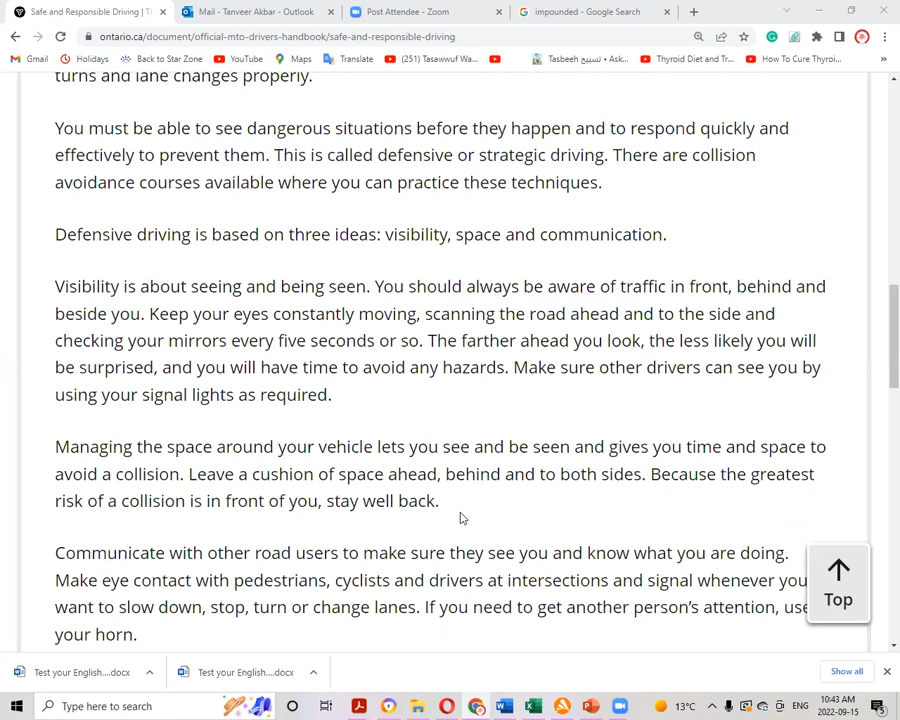 Safe and Responsible Driving | Th
Mail - Tanveer Akbar - Outlook
Post Attendee - Zoom
impounded - Google Search
ontario.ca/document/official-mto-drivers-handbook/safe-and-responsible-driving
Gmail
Holidays
Back to Star Zone
YouTube
Maps
Translate
(251) Tasawwuf Wa...
Tasbeeh تسبيح • Ask...
Thyroid Diet and Tr...
How To Cure Thyroi...
turns and lane changes properly.
You must be able to see dangerous situations before they happen and to respond quickly and
effectively to prevent them. This is called defensive or strategic driving. There are collision
avoidance courses available where you can practice these techniques.
Defensive driving is based on three ideas: visibility, space and communication.
Visibility is about seeing and being seen. You should always be aware of traffic in front, behind and
beside you. Keep your eyes constantly moving, scanning the road ahead and to the side and
checking your mirrors every five seconds or so. The farther ahead you look, the less likely you will
be surprised, and you will have time to avoid any hazards. Make sure other drivers can see you by
using your signal lights as required.
Managing the space around your vehicle lets you see and be seen and gives you time and space to
avoid a collision. Leave a cushion of space ahead, behind and to both sides. Because the greatest
risk of a collision is in front of you, stay well back.
Communicate with other road users to make sure they see you and know what you are doing.
Make eye contact with pedestrians, cyclists and drivers at intersections and signal whenever you
want to slow down, stop, turn or change lanes. If you need to get another person's attention, use
your horn.
Top
Test your English....docx
Test your English....docx
Show all
Type here to search
13°C
10:43 AM
2022-09-15